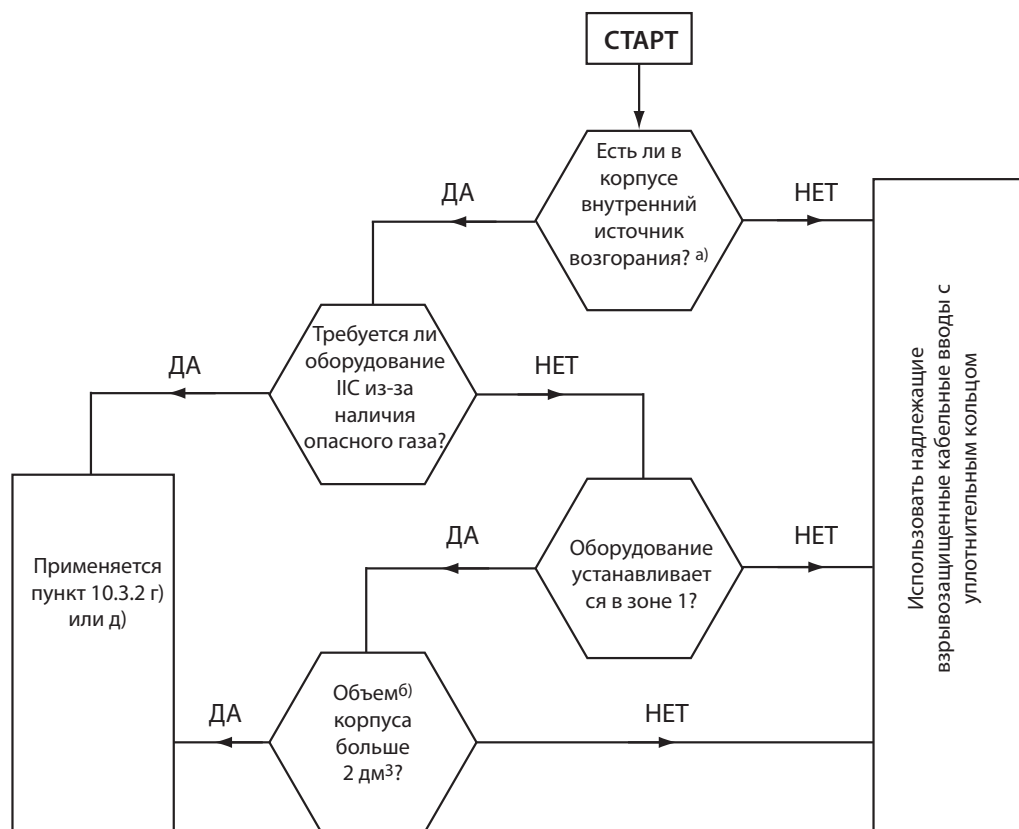 СТАРТ
Есть ли в
корпусе
внутренний
источник
возгорания? а)
ДА
НЕТ
Требуется ли
оборудование
IIC из-за
наличия
опасного газа?
ДА
НЕТ
Оборудование
устанавливает
ся в зоне 1?
ДА
НЕТ
Объемб)
корпуса
больше
2 дм³?
ДА
НЕТ
Применяется
пункт 10.3.2 г)
или д)
Использовать надлежащие
взрывозащищенные кабельные вводы с
уплотнительным кольцом